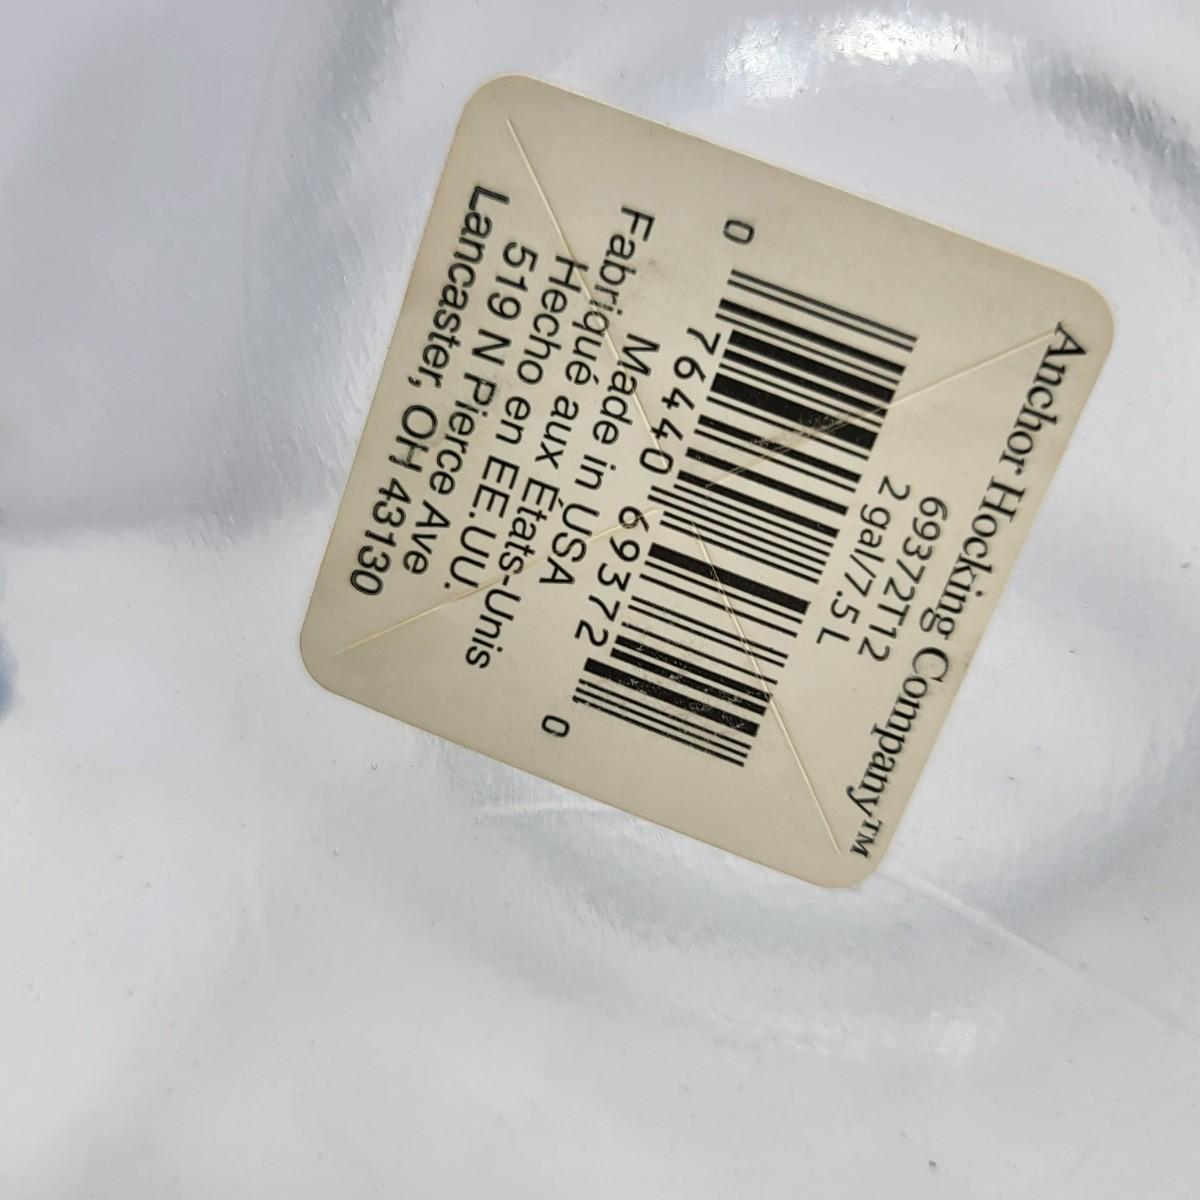 Anchor Hocking Company™
69372T12
2 gal/7.5 L
0 76440 69372 0
Made in USA
Fabriqué aux États-Unis
Hecho en EE.UU.
519 N Pierce Ave
Lancaster, OH 43130